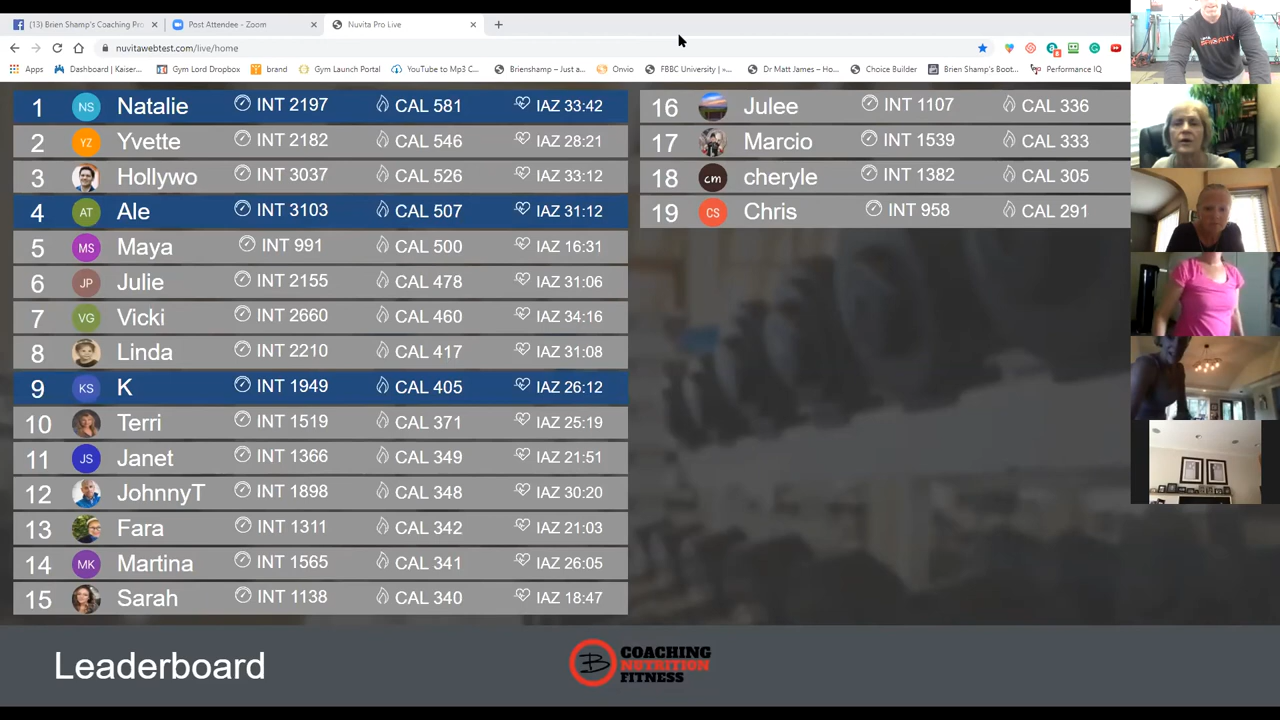 (13) Brien Shamp's Coaching Pro
Post Attendee - Zoom
Nuvita Pro Live
nuvitawebtest.com/live/home
Apps
Dashboard | Kaiser...
Gym Lord Dropbox
brand
Gym Launch Portal
YouTube to Mp3 C...
Brienshamp – Just a...
Onvio
FBBC University | »...
Dr Matt James – Ho...
Choice Builder
Brien Shamp's Boot...
Performance IQ
1 NS Natalie INT 2197 CAL 581 IAZ 33:42
2 YZ Yvette INT 2182 CAL 546 IAZ 28:21
3 Hollywo INT 3037 CAL 526 IAZ 33:12
4 AT Ale INT 3103 CAL 507 IAZ 31:12
5 MS Maya INT 991 CAL 500 IAZ 16:31
6 JP Julie INT 2155 CAL 478 IAZ 31:06
7 VG Vicki INT 2660 CAL 460 IAZ 34:16
8 Linda INT 2210 CAL 417 IAZ 31:08
9 KS K INT 1949 CAL 405 IAZ 26:12
10 Terri INT 1519 CAL 371 IAZ 25:19
11 JS Janet INT 1366 CAL 349 IAZ 21:51
12 JohnnyT INT 1898 CAL 348 IAZ 30:20
13 Fara INT 1311 CAL 342 IAZ 21:03
14 MK Martina INT 1565 CAL 341 IAZ 26:05
15 Sarah INT 1138 CAL 340 IAZ 18:47
16 Julee INT 1107 CAL 336
17 Marcio INT 1539 CAL 333
18 cm cheryle INT 1382 CAL 305
19 CS Chris INT 958 CAL 291
Leaderboard
COACHING
NUTRITION
FITNESS